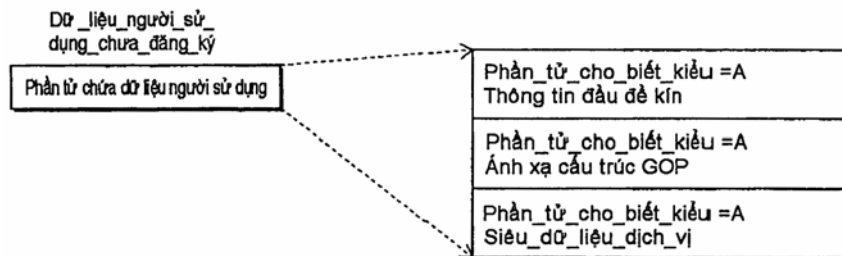 Dữ_liệu_người_sử_
dụng_chưa_đăng_ký
Phần tử chứa dữ liệu người sử dụng
Phần_tử_cho_biết_kiểu =A
Thông tin đầu đề kín
Phần_tử_cho_biết_kiểu =A
Ánh xạ cấu trúc GOP
Phần_tử_cho_biết_kiểu =A
Siêu_dữ_liệu_dịch_vị